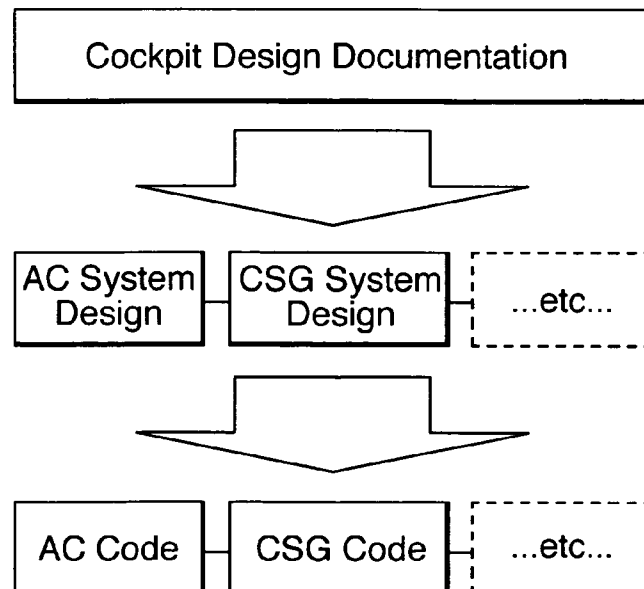 Cockpit Design Documentation
AC System
Design
CSG System
Design
...etc...
AC Code
CSG Code
...etc...